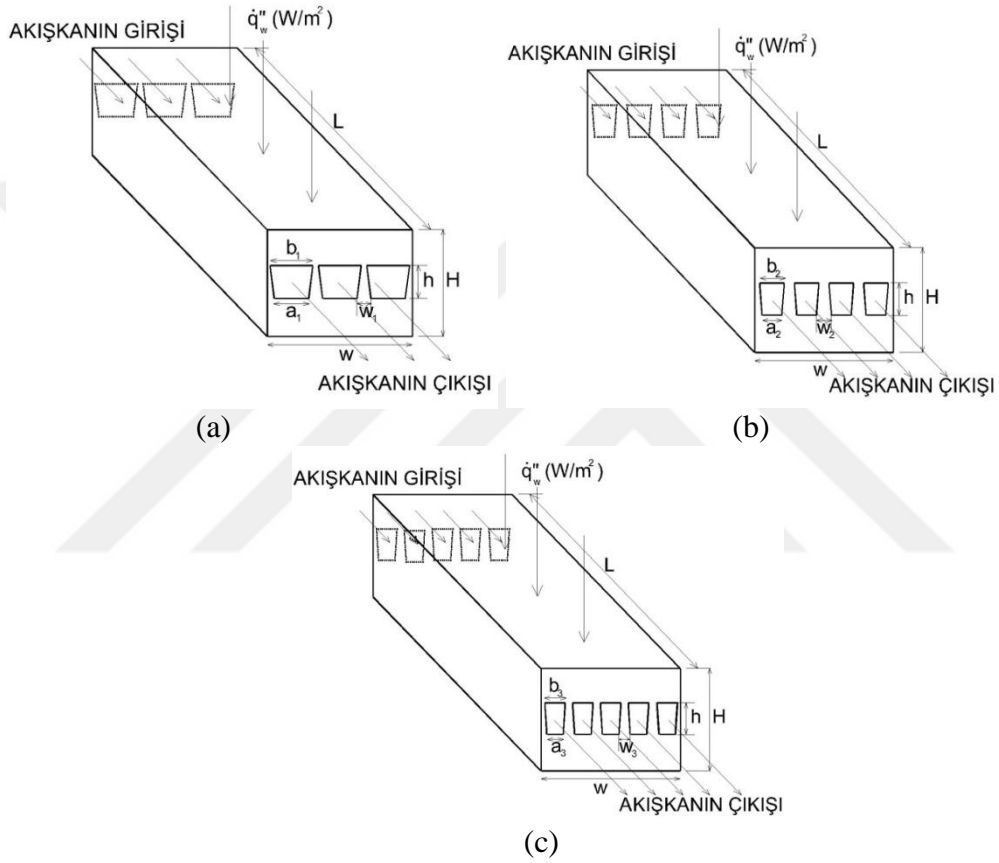 AKIŞKANIN GİRİŞİ
q̇"w (W/m²)
L
b₁
a₁
w₁
h
H
w
AKIŞKANIN ÇIKIŞI
(a)
AKIŞKANIN GİRİŞİ
q̇"w (W/m²)
L
b₂
a₂
w₂
h
H
w
AKIŞKANIN ÇIKIŞI
(b)
AKIŞKANIN GİRİŞİ
q̇"w (W/m²)
L
b₃
a₃
w₃
h
H
w
AKIŞKANIN ÇIKIŞI
(c)